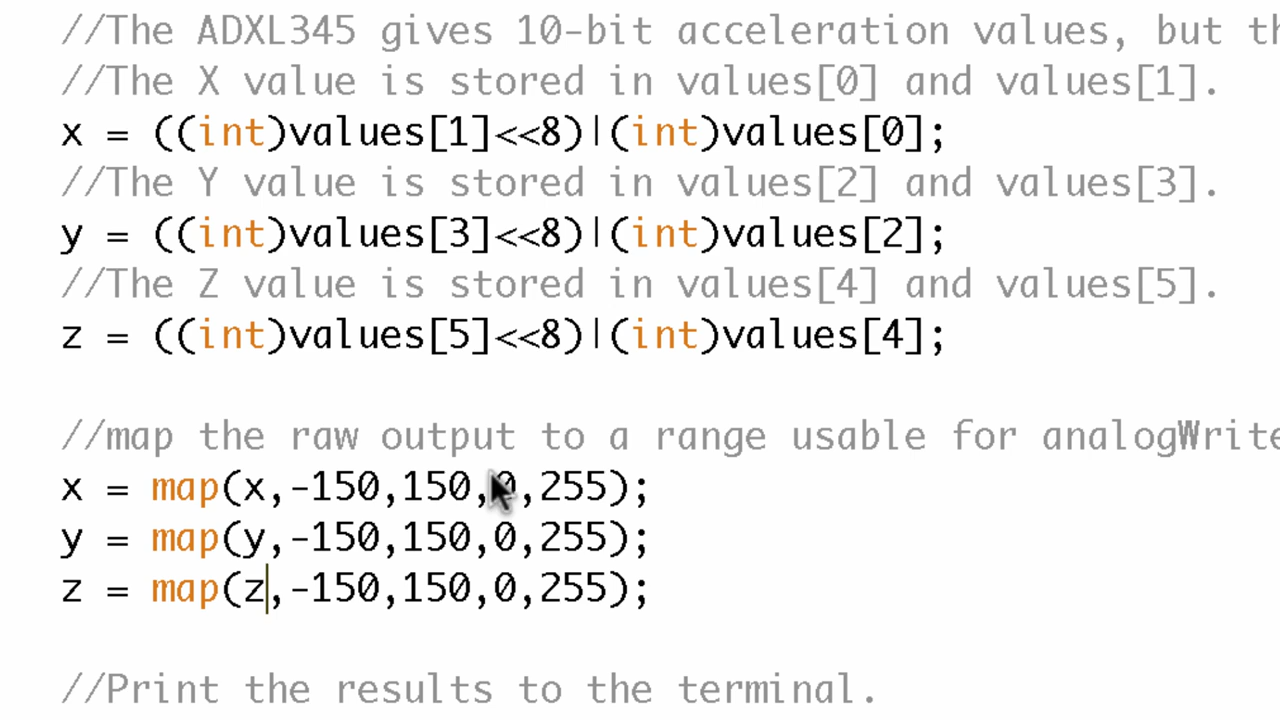 //The ADXL345 gives 10-bit acceleration values, but th
//The X value is stored in values[0] and values[1].
x = ((int)values[1]<<8)|(int)values[0];
//The Y value is stored in values[2] and values[3].
y = ((int)values[3]<<8)|(int)values[2];
//The Z value is stored in values[4] and values[5].
z = ((int)values[5]<<8)|(int)values[4];
//map the raw output to a range usable for analogWrite
x = map(x,-150,150,0,255);
y = map(y,-150,150,0,255);
z = map(z,-150,150,0,255);
//Print the results to the terminal.